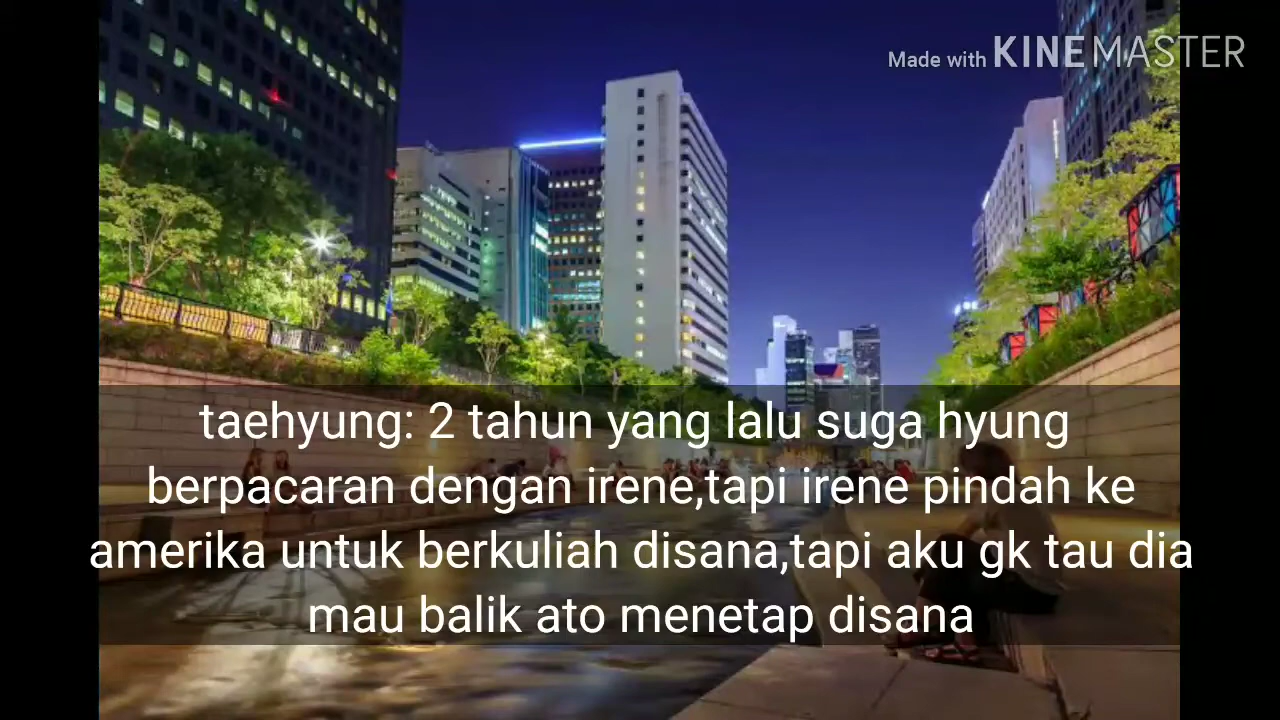 Made with KINEMASTER
taehyung: 2 tahun yang lalu suga hyung
berpacaran dengan irene,tapi irene pindah ke
amerika untuk berkuliah disana,tapi aku gk tau dia
mau balik ato menetap disana